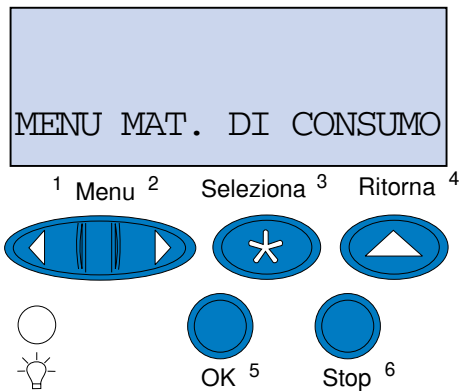 MENU MAT. DI CONSUMO
1 Menu 2 Seleziona 3 Ritorna 4
OK 5 Stop 6